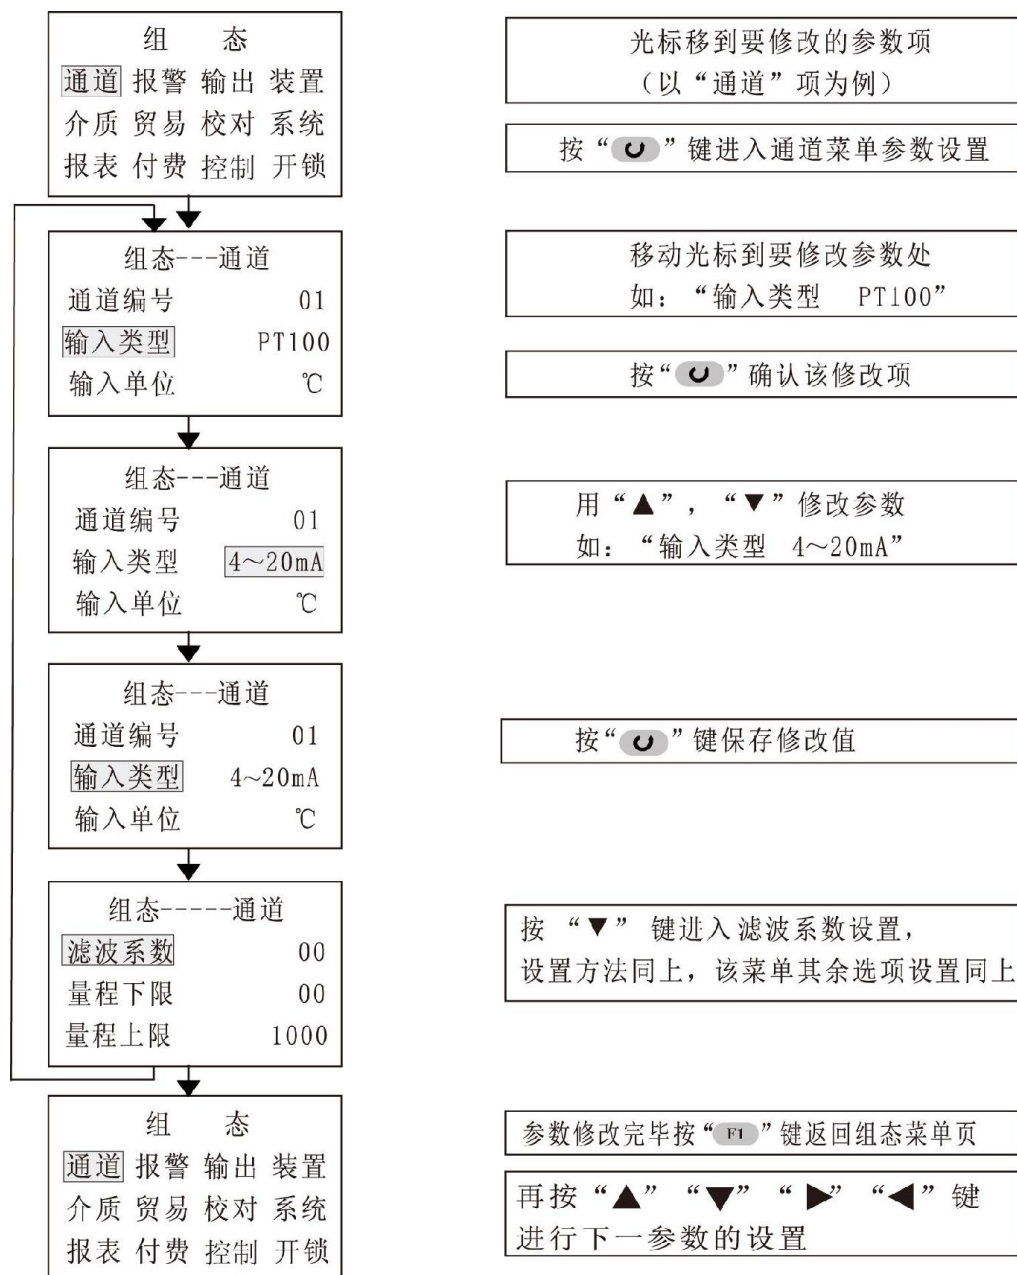 组 态
通道 报警 输出 装置
介质 贸易 校对 系统
报表 付费 控制 开锁
光标移到要修改的参数项
（以“通道”项为例）
按“ ”键进入通道菜单参数设置
组态---通道
通道编号 01
输入类型 PT100
输入单位 ℃
移动光标到要修改参数处
如：“输入类型 PT100”
按“ ”确认该修改项
组态---通道
通道编号 01
输入类型 4～20mA
输入单位 ℃
用“▲”，“▼”修改参数
如：“输入类型 4～20mA”
组态---通道
通道编号 01
输入类型 4~20mA
输入单位 ℃
按“ ”键保存修改值
组态-----通道
滤波系数 00
量程下限 00
量程上限 1000
按 “▼” 键进入滤波系数设置，
设置方法同上，该菜单其余选项设置同上
组 态
通道 报警 输出 装置
介质 贸易 校对 系统
报表 付费 控制 开锁
参数修改完毕按“F1”键返回组态菜单页
再按“▲”“▼”“▶”“◀”键
进行下一参数的设置